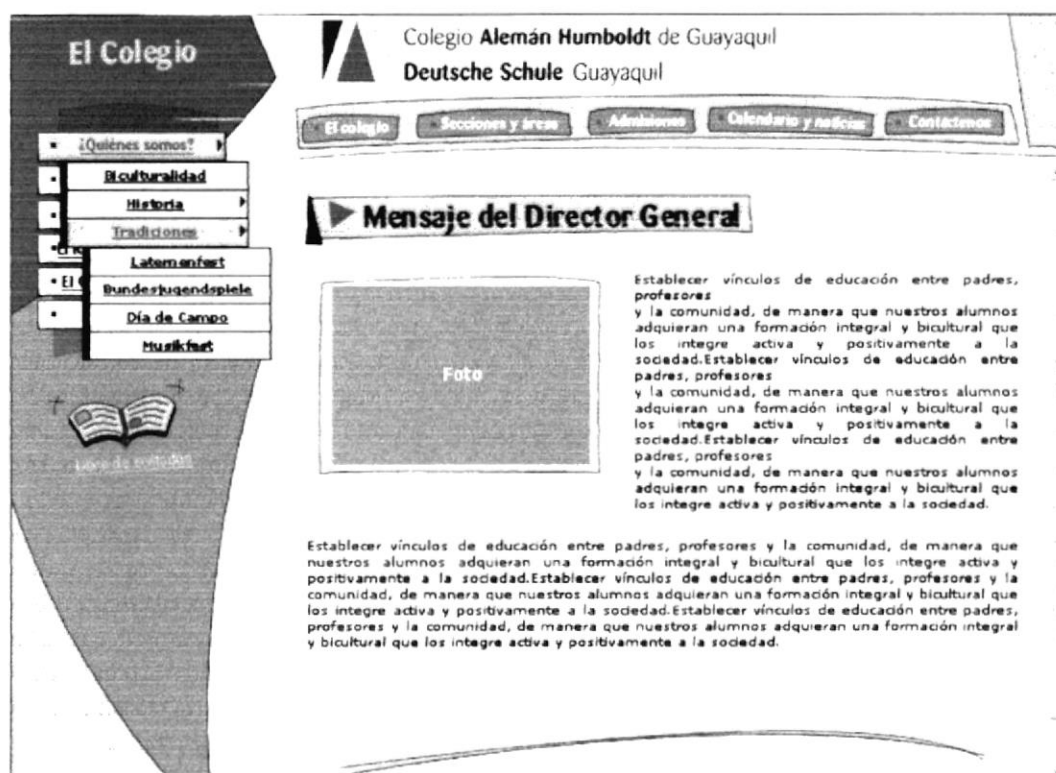 El Colegio
Colegio Alemán Humboldt de Guayaquil
Deutsche Schule Guayaquil
El colegio
Secciones y áreas
Admisiones
Calendario y noticias
Contáctenos
¿Quiénes somos?
Biculturalidad
Historia
Tradiciones
Laternenfest
El
Bundesjugendspiele
Día de Campo
Musikfest
Mensaje del Director General
Foto
Establecer vínculos de educación entre padres,
profesores
y la comunidad, de manera que nuestros alumnos
adquieran una formación integral y bicultural que
los integre activa y positivamente a la
sociedad.Establecer vínculos de educación entre
padres, profesores
y la comunidad, de manera que nuestros alumnos
adquieran una formación integral y bicultural que
los integre activa y positivamente a la
sociedad.Establecer vínculos de educación entre
padres, profesores
y la comunidad, de manera que nuestros alumnos
adquieran una formación integral y bicultural que
los integre activa y positivamente a la sociedad.
Establecer vínculos de educación entre padres, profesores y la comunidad, de manera que
nuestros alumnos adquieran una formación integral y bicultural que los integre activa y
positivamente a la sociedad.Establecer vínculos de educación entre padres, profesores y la
comunidad, de manera que nuestros alumnos adquieran una formación integral y bicultural que
los integre activa y positivamente a la sociedad.Establecer vínculos de educación entre padres,
profesores y la comunidad, de manera que nuestros alumnos adquieran una formación integral
y bicultural que los integre activa y positivamente a la sociedad.